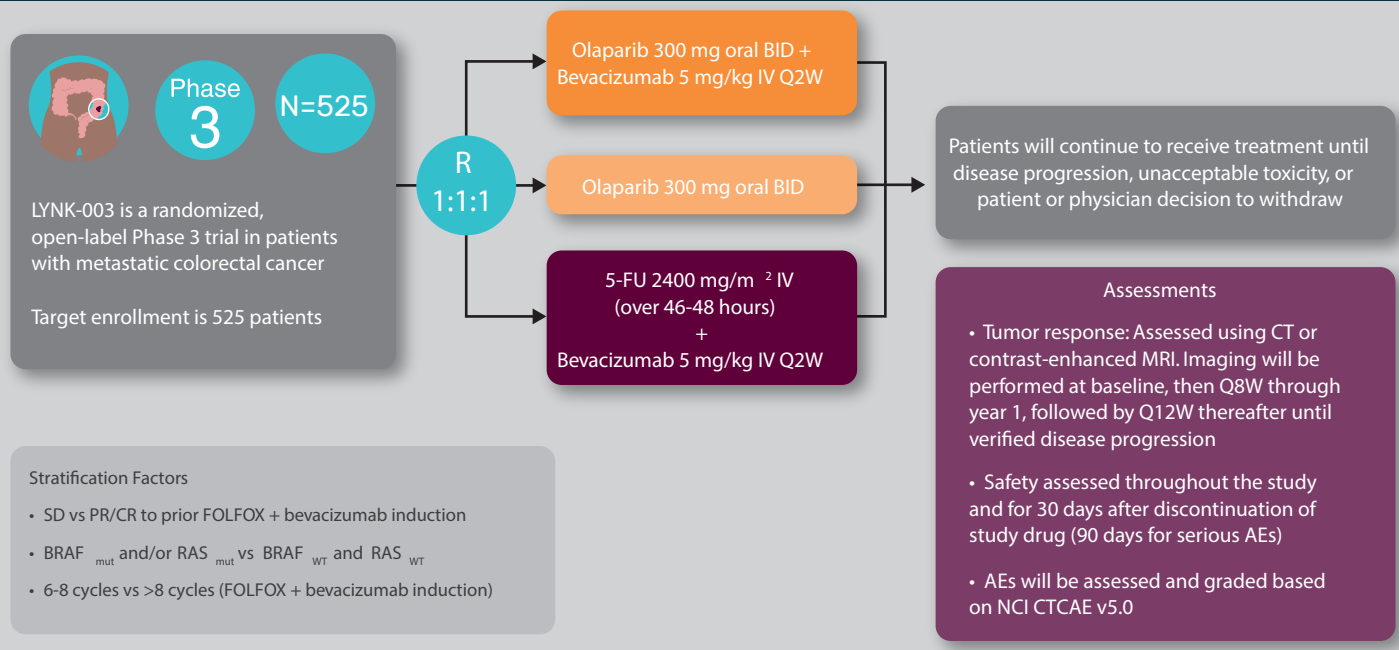 Phase
3
N=525
LYNK-003 is a randomized,
open-label Phase 3 trial in patients
with metastatic colorectal cancer
Target enrollment is 525 patients
R
1:1:1
Olaparib 300 mg oral BID +
Bevacizumab 5 mg/kg IV Q2W
Olaparib 300 mg oral BID
5-FU 2400 mg/m 2 IV
(over 46-48 hours)
+
Bevacizumab 5 mg/kg IV Q2W
Patients will continue to receive treatment until
disease progression, unacceptable toxicity, or
patient or physician decision to withdraw
Assessments
• Tumor response: Assessed using CT or
contrast-enhanced MRI. Imaging will be
performed at baseline, then Q8W through
year 1, followed by Q12W thereafter until
verified disease progression
• Safety assessed throughout the study
and for 30 days after discontinuation of
study drug (90 days for serious AEs)
• AEs will be assessed and graded based
on NCI CTCAE v5.0
Stratification Factors
• SD vs PR/CR to prior FOLFOX + bevacizumab induction
• BRAF mut and/or RAS mut vs BRAF WT and RAS WT
• 6-8 cycles vs >8 cycles (FOLFOX + bevacizumab induction)